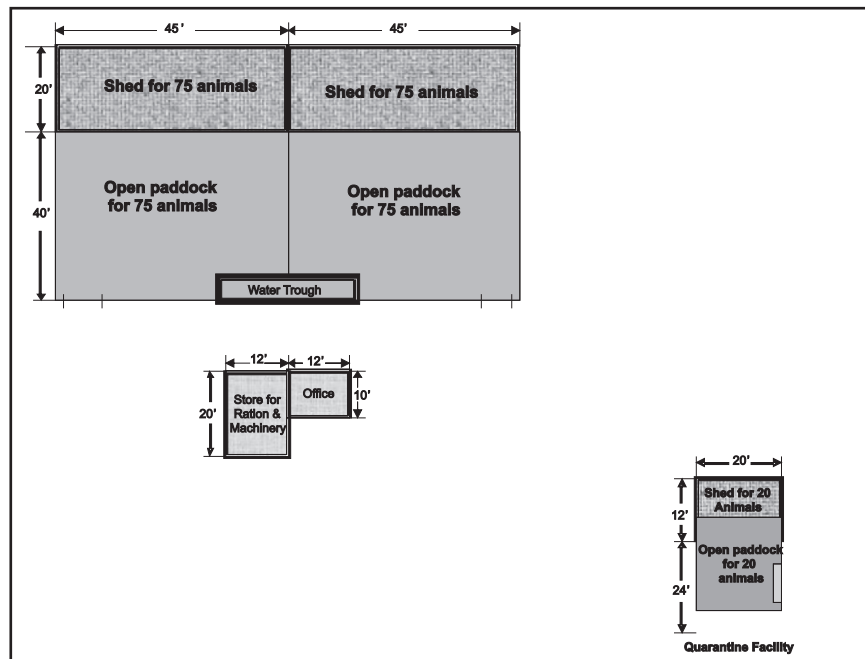 45'
45'
20'
Shed for 75 animals
Shed for 75 animals
40'
Open paddock
for 75 animals
Open paddock
for 75 animals
Water Trough
12'
12'
20'
Store for
Ration &
Machinery
Office
10'
20'
12'
Shed for 20
Animals
24'
Open paddock
for 20
animals
Quarantine Facility